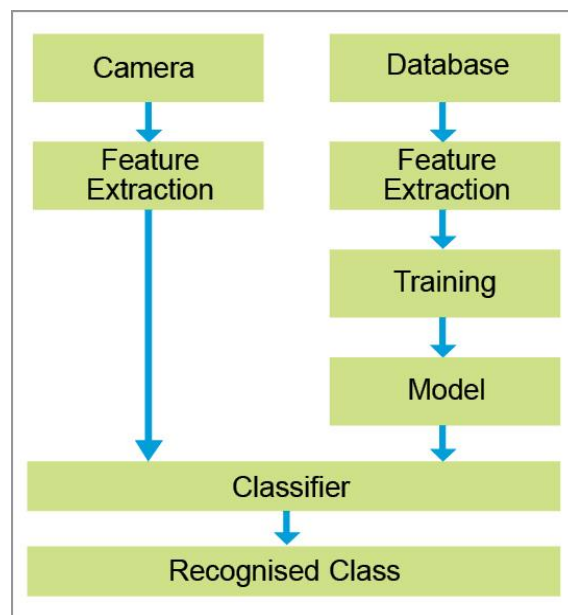 Camera
Database
Feature
Extraction
Feature
Extraction
Training
Model
Classifier
Recognised Class